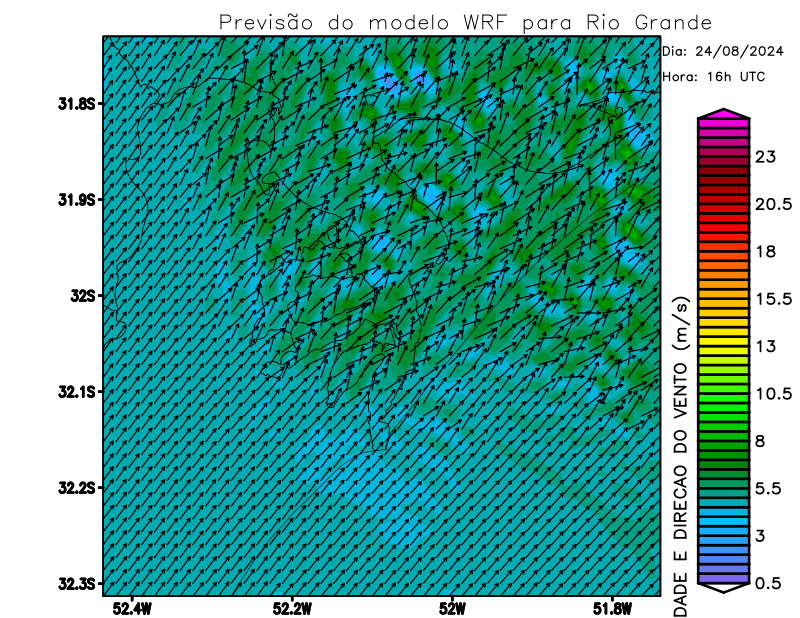 Previsão do modelo WRF para Rio Grande
Dia: 24/08/2024
Hora: 16h UTC
31.8S
31.9S
32S
32.1S
32.2S
32.3S
52.4W
52.2W
52W
51.8W
23
20.5
18
15.5
13
10.5
8
5.5
3
0.5
DADE E DIRECAO DO VENTO (m/s)